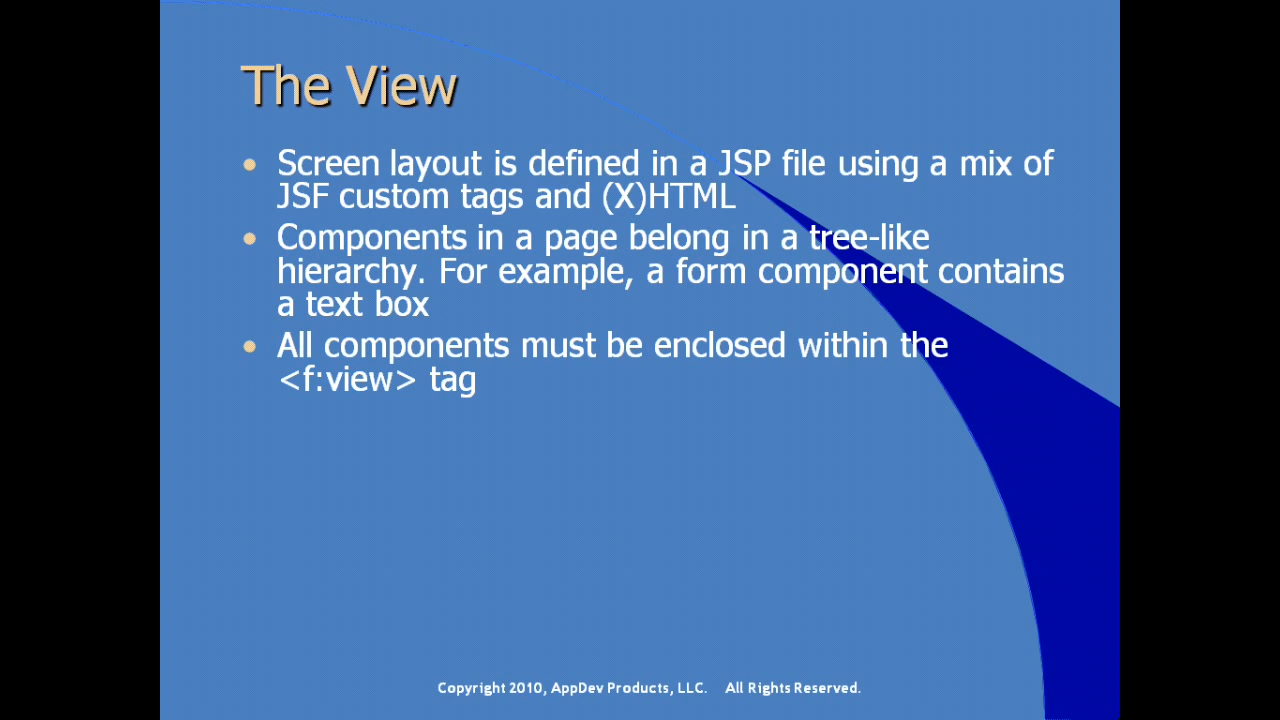 The View
Screen layout is defined in a JSP file using a mix of
JSF custom tags and (X)HTML
Components in a page belong in a tree-like
hierarchy. For example, a form component contains
a text box
All components must be enclosed within the
<f:view> tag
Copyright 2010, AppDev Products, LLC. All Rights Reserved.